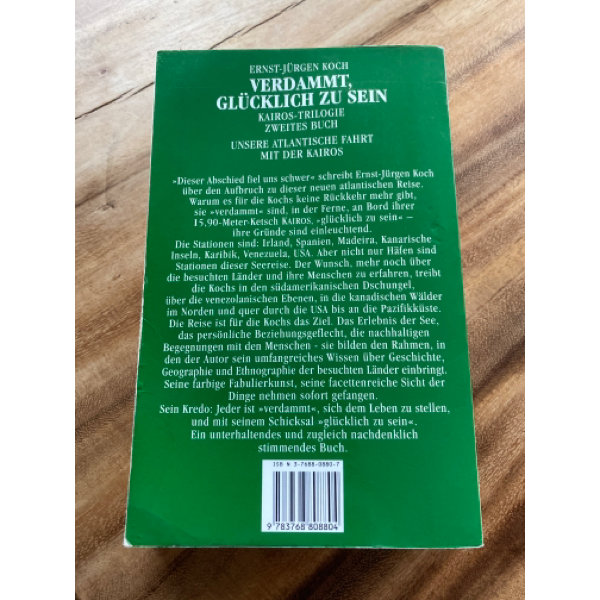 ERNST-JÜRGEN KOCH
VERDAMMT,
GLÜCKLICH ZU SEIN
KAIROS-TRILOGIE
ZWEITES BUCH
UNSERE ATLANTISCHE FAHRT
MIT DER KAIROS
»Dieser Abschied fiel uns schwer« schreibt Ernst-Jürgen Koch
über den Aufbruch zu dieser neuen atlantischen Reise.
Warum es für die Kochs keine Rückkehr mehr gibt,
sie »verdammt« sind, in der Ferne, an Bord ihrer
15,90-Meter-Ketsch KAIROS, »glücklich zu sein« –
ihre Gründe sind einleuchtend.
Die Stationen sind: Irland, Spanien, Madeira, Kanarische
Inseln, Karibik, Venezuela, USA. Aber nicht nur Häfen sind
Stationen dieser Seereise. Der Wunsch, mehr noch über
die besuchten Länder und ihre Menschen zu erfahren, treibt
die Kochs in den südamerikanischen Dschungel,
über die venezolanischen Ebenen, in die kanadischen Wälder
im Norden und quer durch die USA bis an die Pazifikküste.
Die Reise ist für die Kochs das Ziel. Das Erlebnis der See,
das persönliche Beziehungsgeflecht, die nachhaltigen
Begegnungen mit den Menschen - sie bilden den Rahmen, in
den der Autor sein umfangreiches Wissen über Geschichte,
Geographie und Ethnographie der besuchten Länder einbringt.
Seine farbige Fabulierkunst, seine facettenreiche Sicht der
Dinge nehmen sofort gefangen.
Sein Kredo: Jeder ist »verdammt«, sich dem Leben zu stellen,
und mit seinem Schicksal »glücklich zu sein«.
Ein unterhaltendes und zugleich nachdenklich
stimmendes Buch.
ISBN 3-7688-0880-7
9 783768 808804